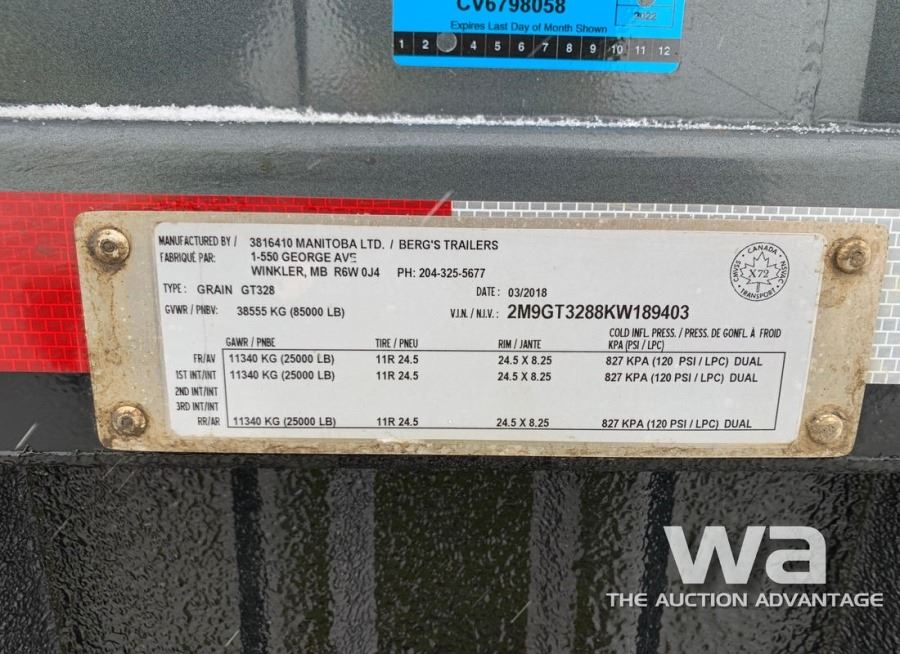 CV6798058
2022
Expires Last Day of Month Shown
1 2 4 5 6 7 8 9 10 11 12
MANUFACTURED BY / 3816410 MANITOBA LTD. / BERG'S TRAILERS
FABRIQUÉ PAR: 1-550 GEORGE AVE
WINKLER, MB R6W 0J4 PH: 204-325-5677
TYPE: GRAIN GT328 DATE: 03/2018
GVWR / PNBV: 38555 KG (85000 LB) V.I.N. / N.I.V.: 2M9GT3288KW189403
CANADA
X72
TRANSPORT
COLD INFL. PRESS. / PRESS. DE GONFL. À FROID
GAWR / PNBE TIRE / PNEU RIM / JANTE KPA (PSI / LPC)
FR/AV 11340 KG (25000 LB) 11R 24.5 24.5 X 8.25 827 KPA (120 PSI / LPC) DUAL
1ST INT/INT 11340 KG (25000 LB) 11R 24.5 24.5 X 8.25 827 KPA (120 PSI / LPC) DUAL
2ND INT/INT
3RD INT/INT
RR/AR 11340 KG (25000 LB) 11R 24.5 24.5 X 8.25 827 KPA (120 PSI / LPC) DUAL
wa
THE AUCTION ADVANTAGE